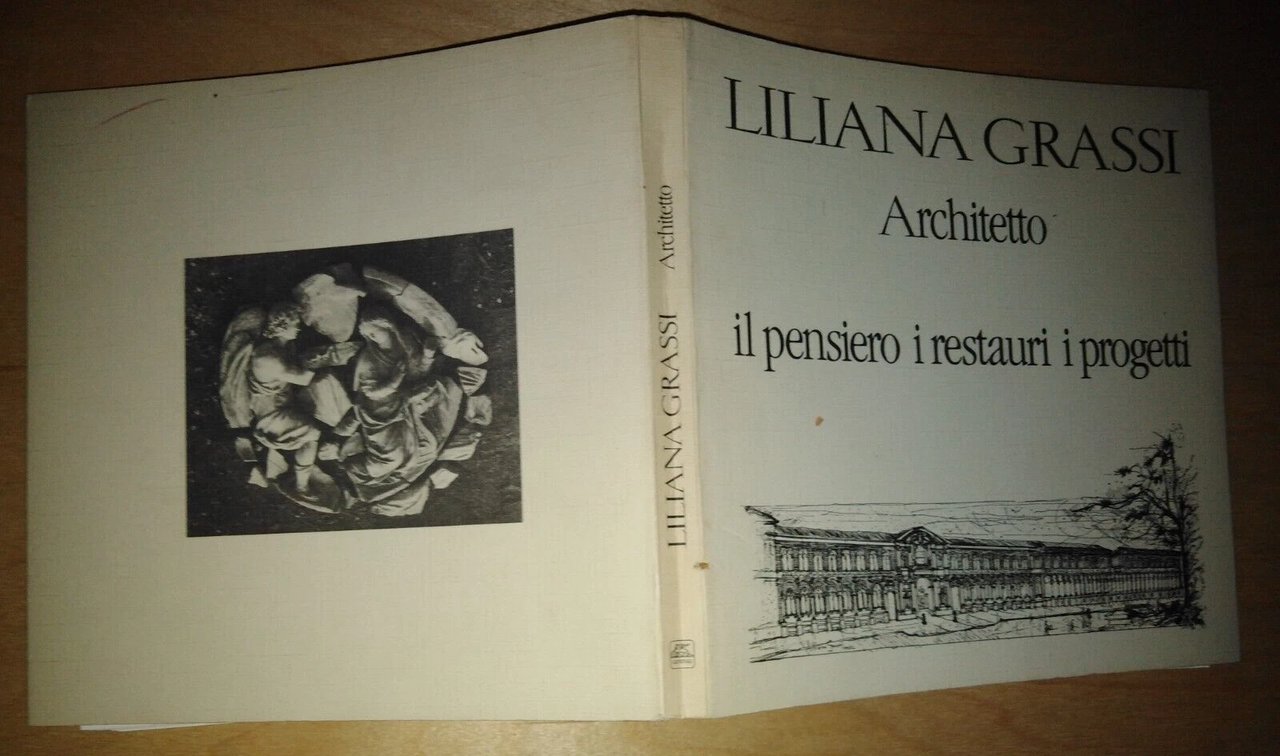 LILIANA GRASSI Architetto
LILIANA GRASSI
Architetto
il pensiero i restauri i progetti